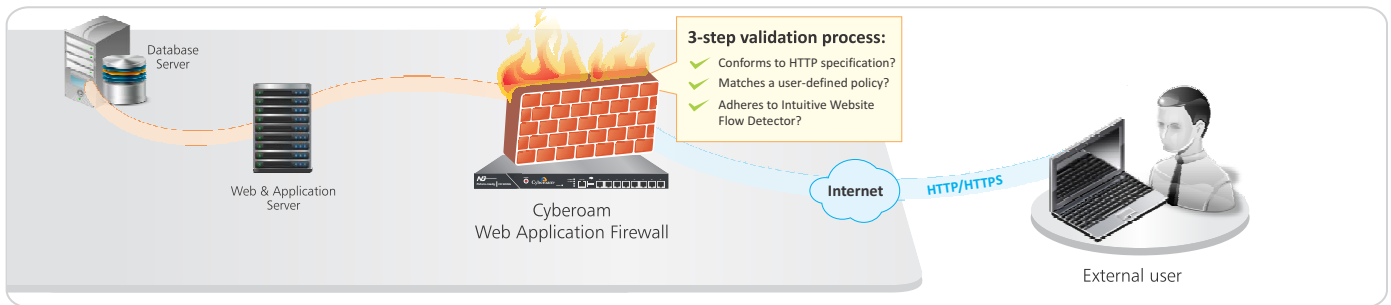 Database
Server
Web & Application
Server
Cyberoam
Web Application Firewall
3-step validation process:
Conforms to HTTP specification?
Matches a user-defined policy?
Adheres to Intuitive Website
Flow Detector?
Internet
HTTP/HTTPS
External user